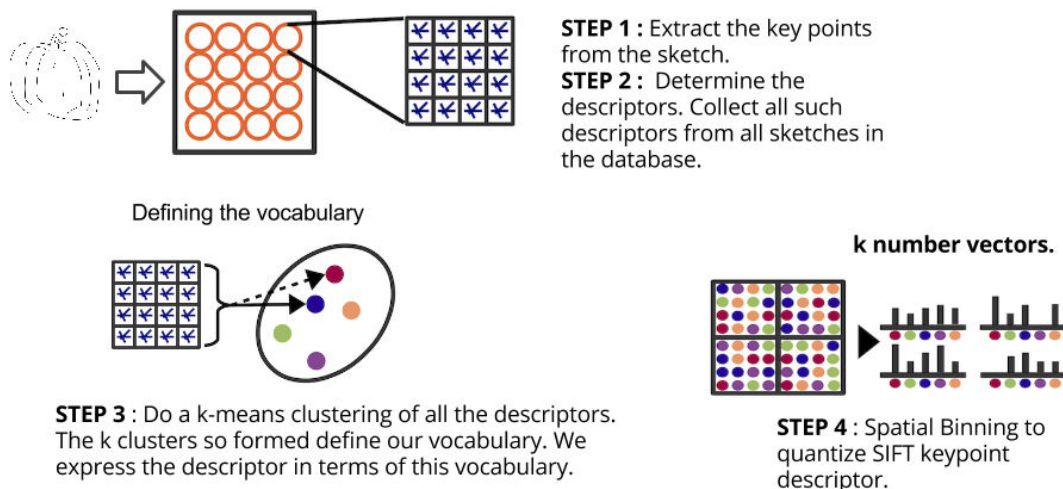 STEP 1 : Extract the key points
from the sketch.
STEP 2 : Determine the
descriptors. Collect all such
descriptors from all sketches in
the database.
Defining the vocabulary
k number vectors.
STEP 3 : Do a k-means clustering of all the descriptors.
The k clusters so formed define our vocabulary. We
express the descriptor in terms of this vocabulary.
STEP 4 : Spatial Binning to
quantize SIFT keypoint
descriptor.